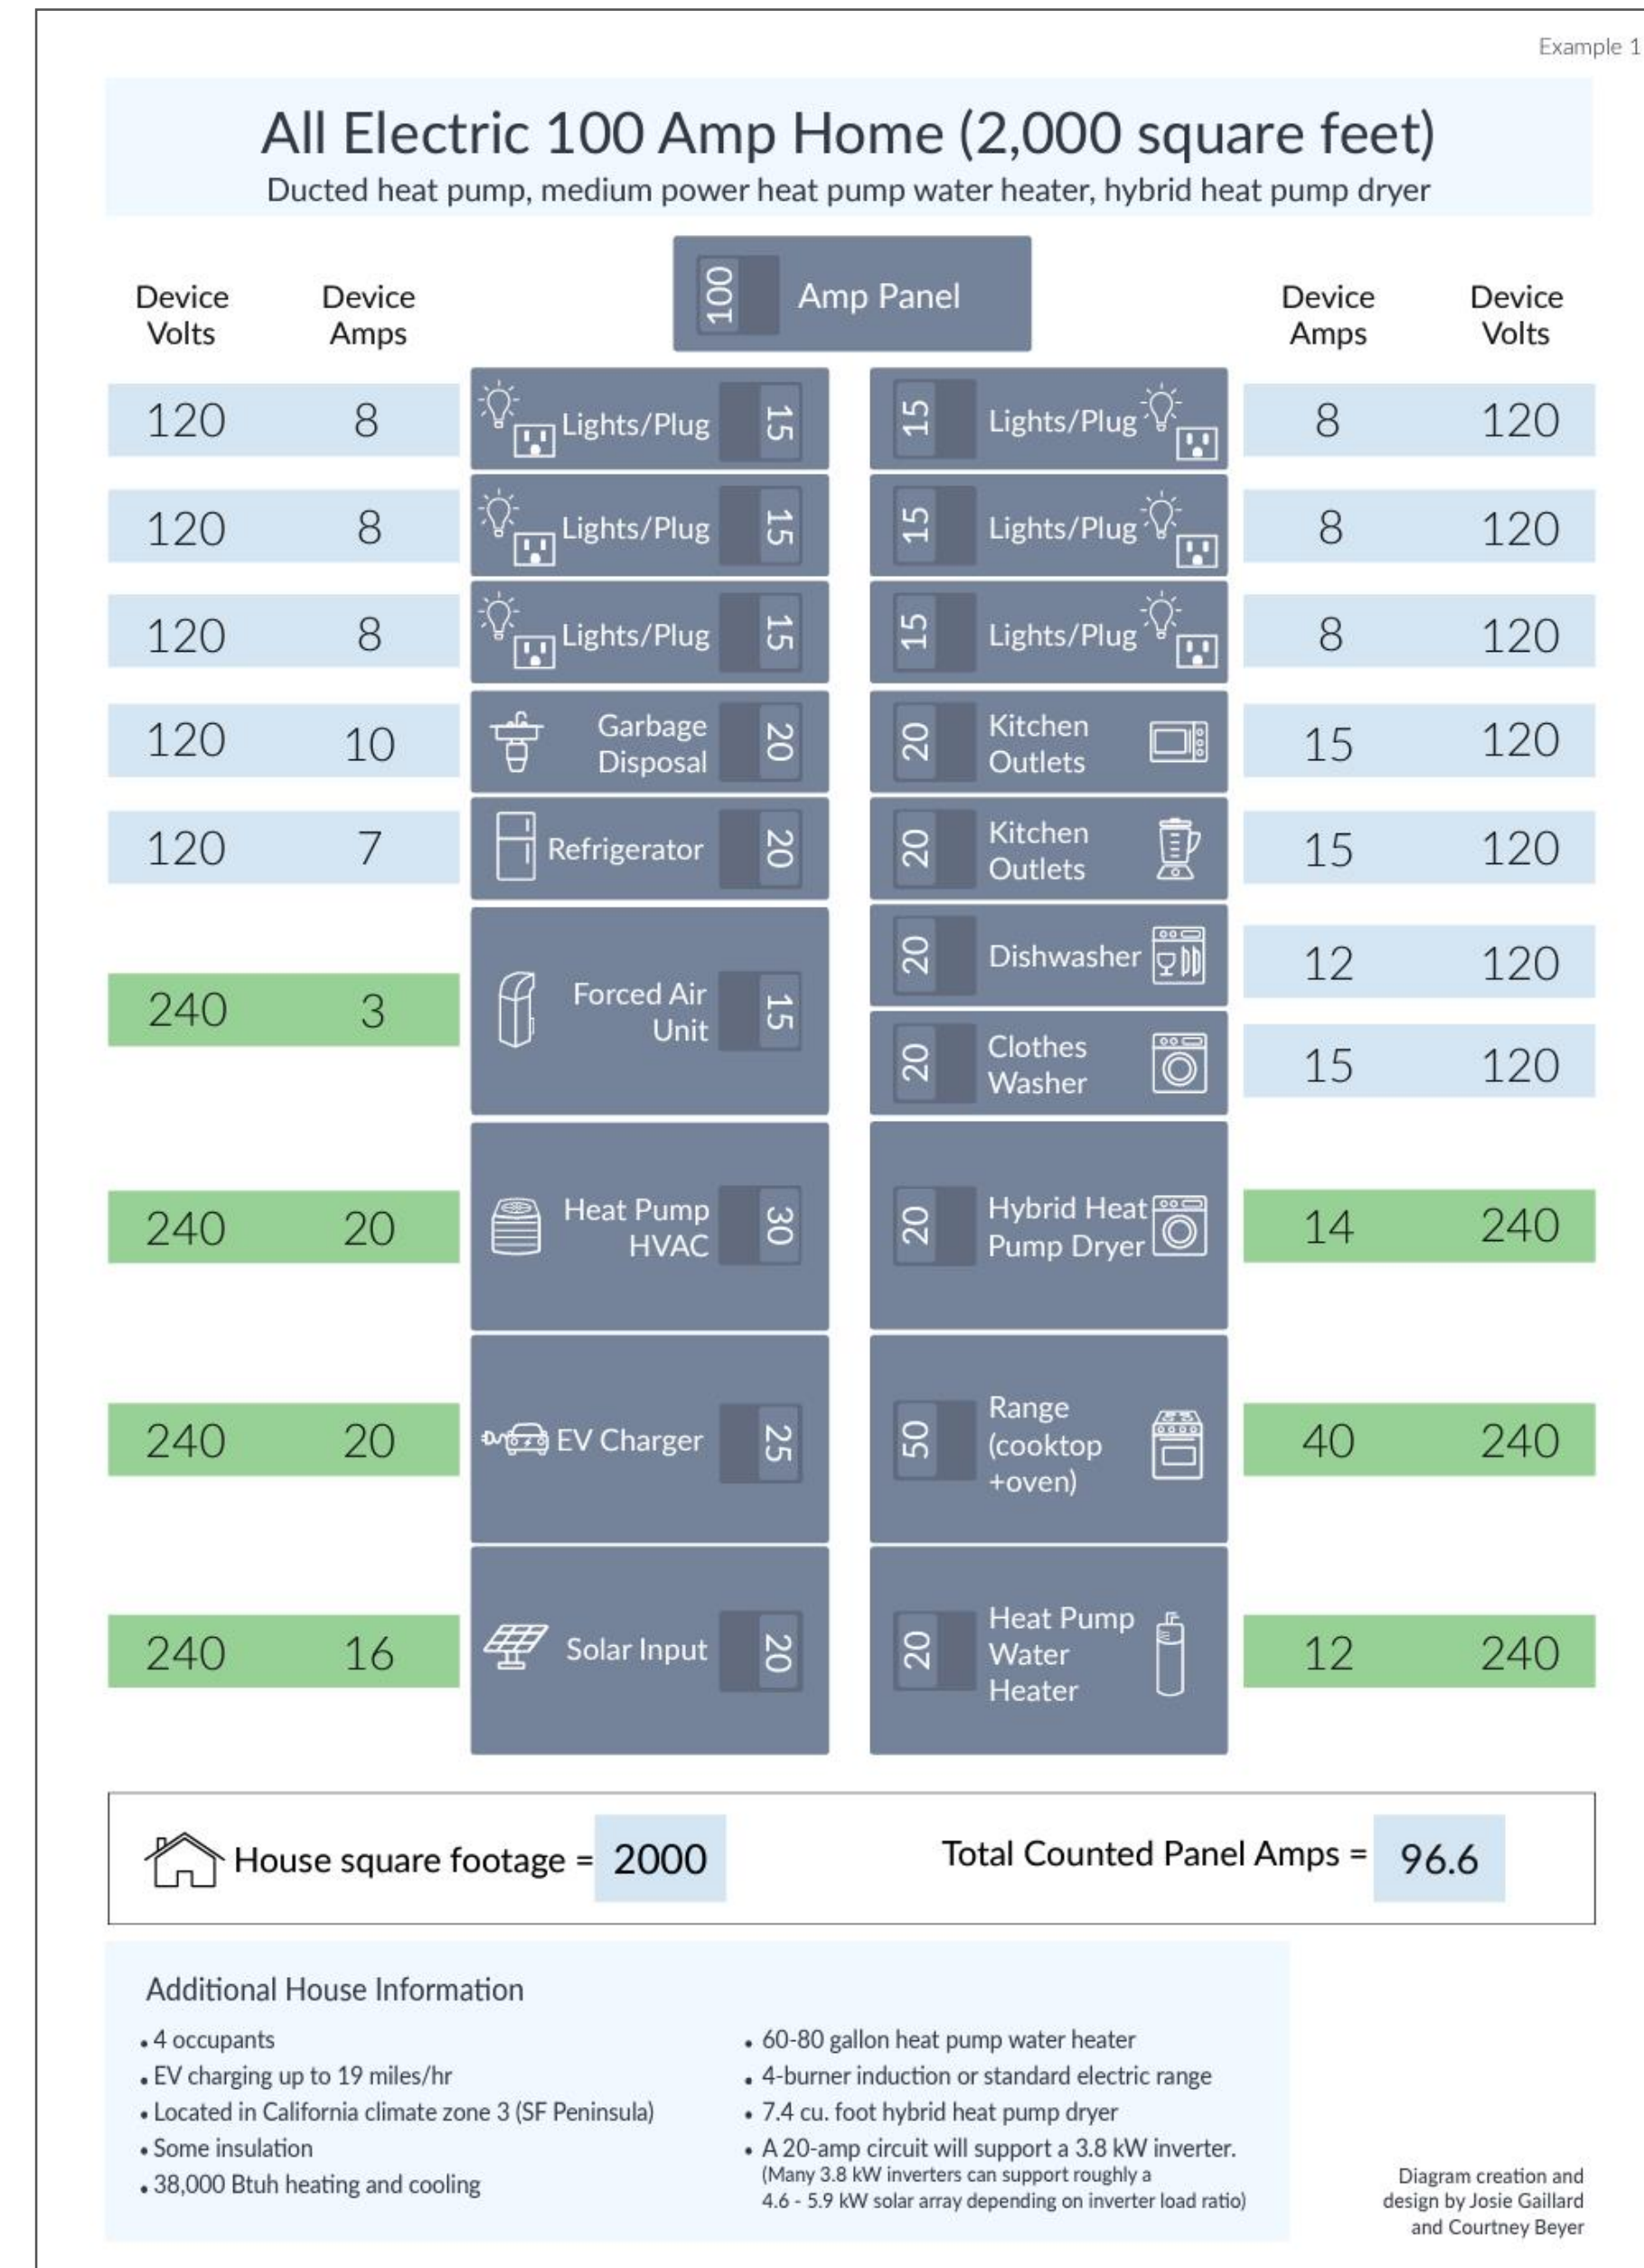 Example 1
All Electric 100 Amp Home (2,000 square feet)
Ducted heat pump, medium power heat pump water heater, hybrid heat pump dryer
100 Amp Panel
Device Volts
Device Amps
Device Amps
Device Volts
120 8 Lights/Plug 15
15 Lights/Plug 8 120
120 8 Lights/Plug 15
15 Lights/Plug 8 120
120 8 Lights/Plug 15
15 Lights/Plug 8 120
120 10 Garbage Disposal 20
20 Kitchen Outlets 15 120
120 7 Refrigerator 20
20 Kitchen Outlets 15 120
240 3 Forced Air Unit 15
20 Dishwasher 12 120
20 Clothes Washer 15 120
240 20 Heat Pump HVAC 30
20 Hybrid Heat Pump Dryer 14 240
240 20 EV Charger 25
50 Range (cooktop +oven) 40 240
240 16 Solar Input 20
20 Heat Pump Water Heater 12 240
House square footage = 2000
Total Counted Panel Amps = 96.6
Additional House Information
• 4 occupants
• EV charging up to 19 miles/hr
• Located in California climate zone 3 (SF Peninsula)
• Some insulation
• 38,000 Btuh heating and cooling
• 60-80 gallon heat pump water heater
• 4-burner induction or standard electric range
• 7.4 cu. foot hybrid heat pump dryer
• A 20-amp circuit will support a 3.8 kW inverter.
(Many 3.8 kW inverters can support roughly a
4.6 - 5.9 kW solar array depending on inverter load ratio)
Diagram creation and
design by Josie Gaillard
and Courtney Beyer